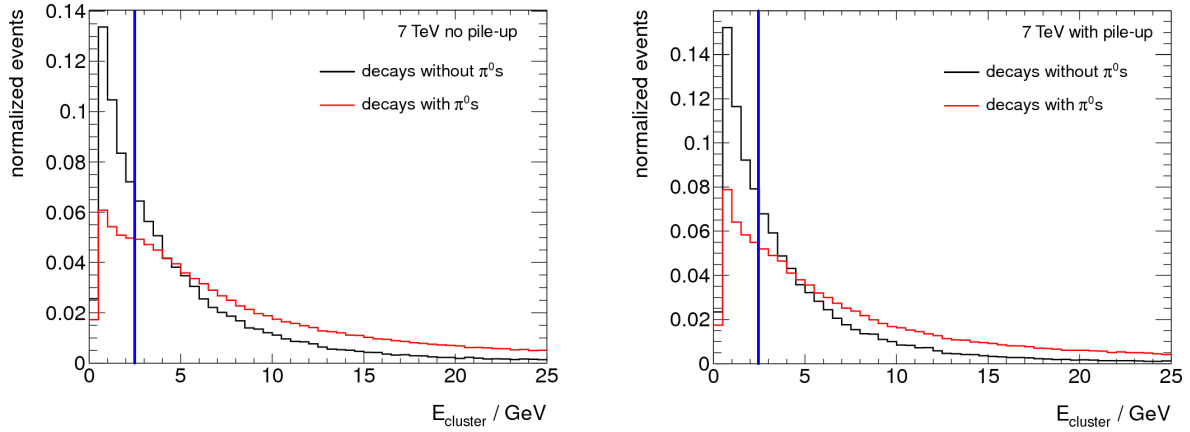 normalized events
0.14
0.12
0.1
0.08
0.06
0.04
0.02
0
7 TeV no pile-up
decays without π⁰s
decays with π⁰s
0 5 10 15 20 25
E_cluster / GeV
normalized events
0.14
0.12
0.1
0.08
0.06
0.04
0.02
0
7 TeV with pile-up
decays without π⁰s
decays with π⁰s
0 5 10 15 20 25
E_cluster / GeV